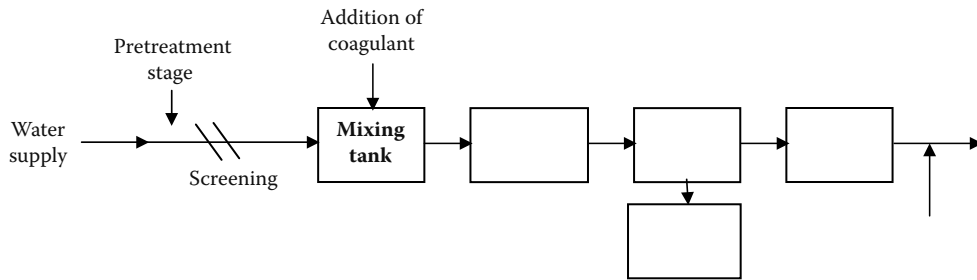 Addition of
coagulant
Pretreatment
stage
Water
supply
Screening
Mixing
tank